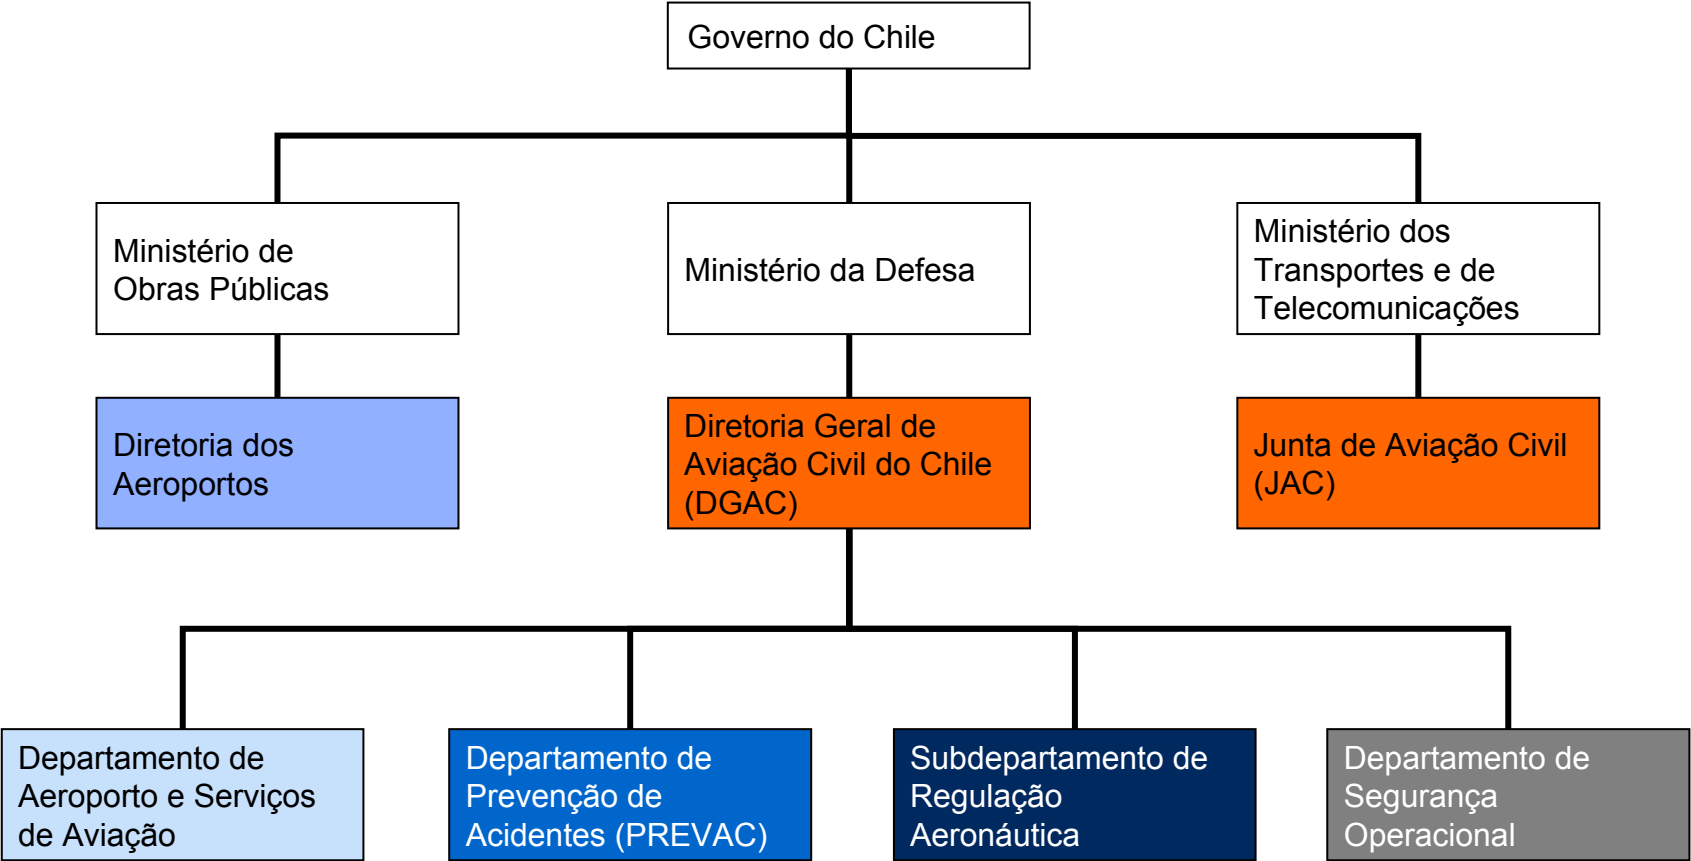 Governo do Chile
Ministério de
Obras Públicas
Ministério da Defesa
Ministério dos
Transportes e de
Telecomunicações
Diretoria dos
Aeroportos
Diretoria Geral de
Aviação Civil do Chile
(DGAC)
Junta de Aviação Civil
(JAC)
Departamento de
Aeroporto e Serviços
de Aviação
Departamento de
Prevenção de
Acidentes (PREVAC)
Subdepartamento de
Regulação
Aeronáutica
Departamento de
Segurança
Operacional